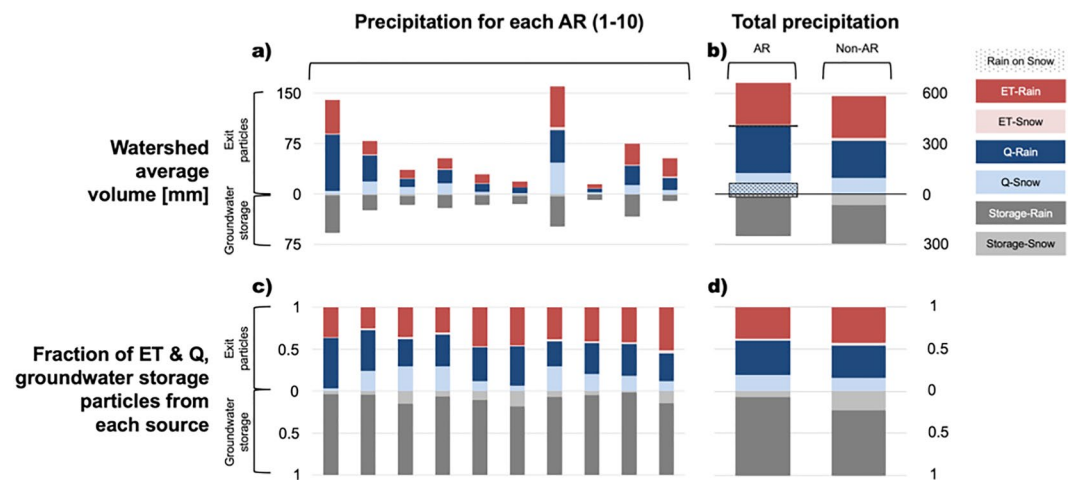 Precipitation for each AR (1-10)
Total precipitation
a)
b)
AR
Non-AR
Watershed
average
volume [mm]
Exit
particles
Groundwater
storage
150
75
0
75
600
300
0
300
Rain on Snow
ET-Rain
ET-Snow
Q-Rain
Q-Snow
Storage-Rain
Storage-Snow
c)
d)
Fraction of ET & Q,
groundwater storage
particles from
each source
Exit
particles
Groundwater
storage
1
0.5
0
0.5
1
1
0.5
0
0.5
1